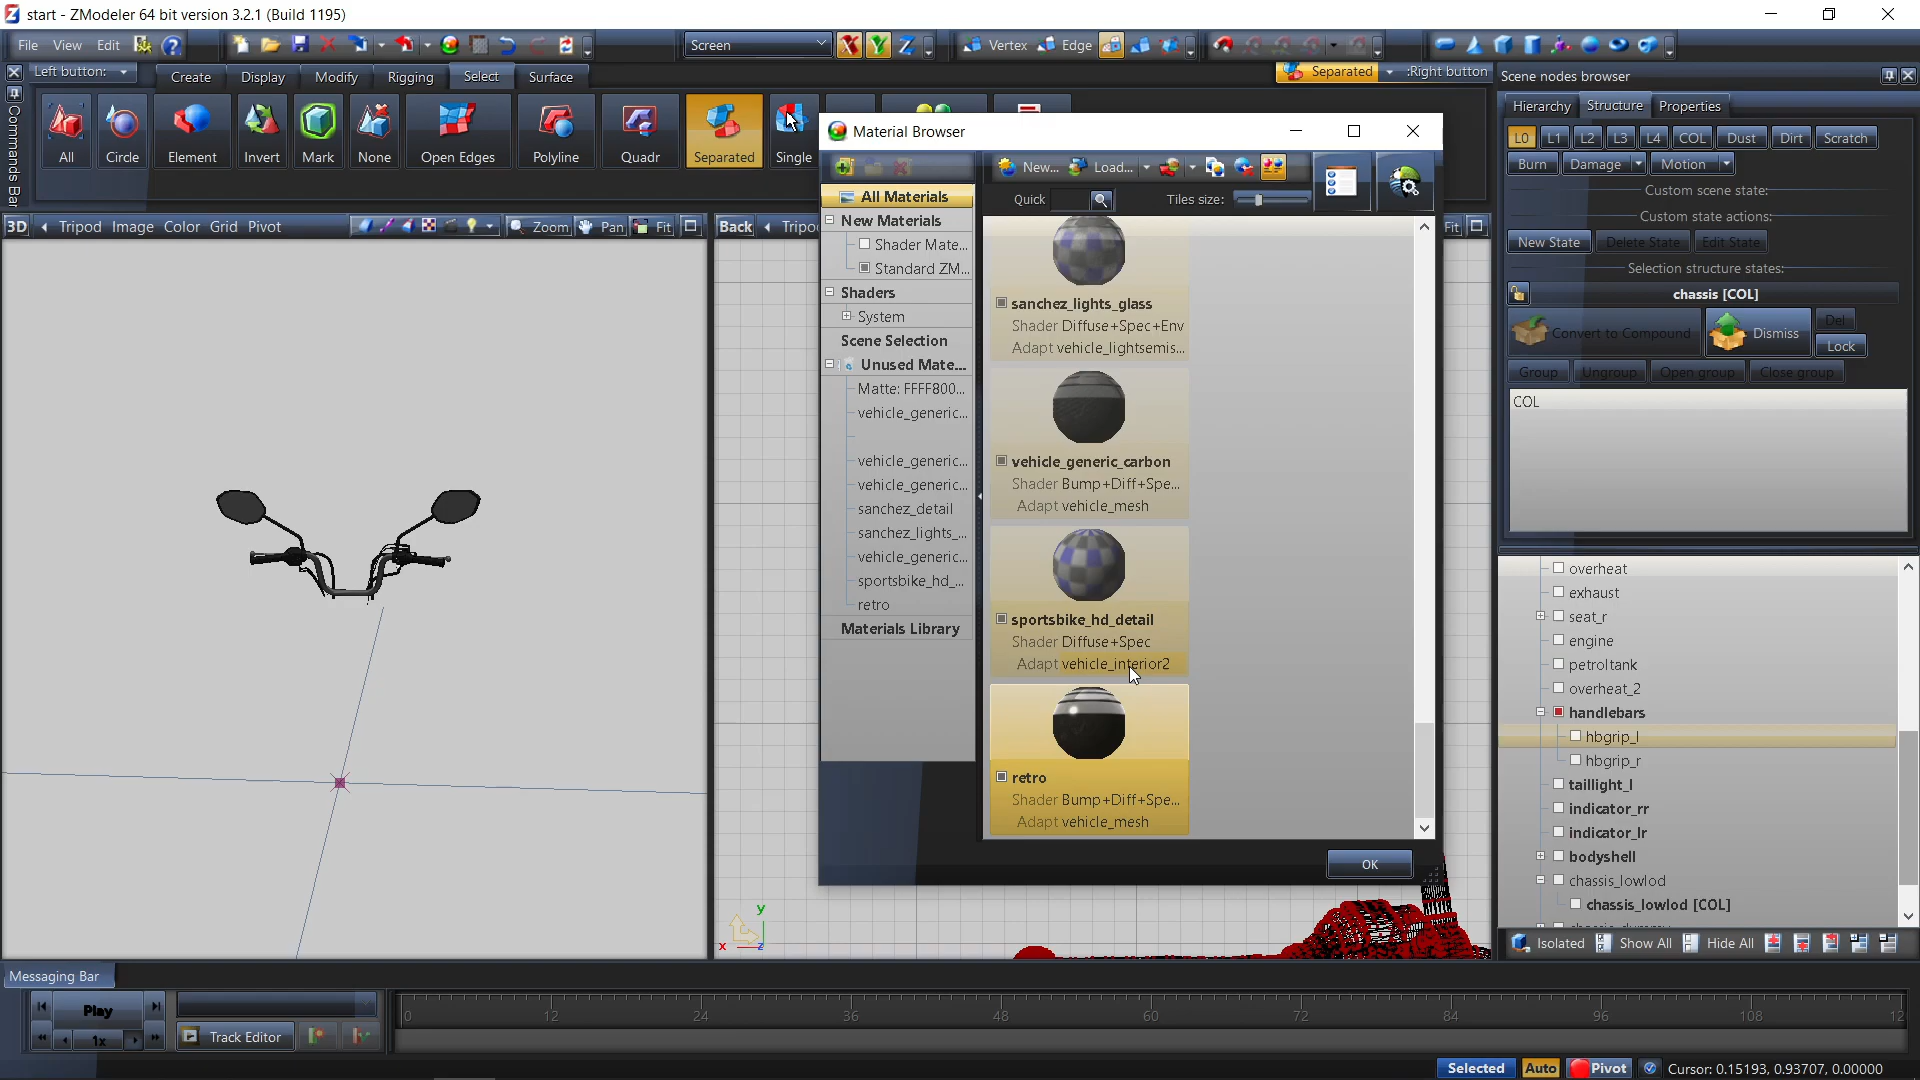 start - ZModeler 64 bit version 3.2.1 (Build 1195)
File View Edit
Screen
Vertex Edge
Left button:
Create Display Modify Rigging Select Surface
Separated :Right button
Commands Bar
All Circle Element Invert Mark None Open Edges Polyline Quadr Separated Single
3D Tripod Image Color Grid Pivot Zoom Pan Fit
Back Tripo
Fit
Material Browser
New... Load...
Quick Tiles size:
All Materials
New Materials
Shader Mate...
Standard ZM...
Shaders
System
Scene Selection
Unused Mate...
Matte: FFFF800...
vehicle_generic...
vehicle_generic...
vehicle_generic...
sanchez_detail
sanchez_lights_...
vehicle_generic...
sportsbike_hd_...
retro
Materials Library
sanchez_lights_glass
Shader Diffuse+Spec+Env
Adapt vehicle_lightsemis...
vehicle_generic_carbon
Shader Bump+Diff+Spe...
Adapt vehicle_mesh
sportsbike_hd_detail
Shader Diffuse+Spec
Adapt vehicle_interior2
retro
Shader Bump+Diff+Spe...
Adapt vehicle_mesh
OK
y
x z
Scene nodes browser
Hierarchy Structure Properties
L0 L1 L2 L3 L4 COL Dust Dirt Scratch
Burn Damage Motion
Custom scene state:
Custom state actions:
New State Delete State Edit State
Selection structure states:
chassis [COL]
Convert to Compound Dismiss Del
Lock
Group Ungroup Open group Close group
COL
overheat
exhaust
seat_r
engine
petroltank
overheat_2
handlebars
hbgrip_l
hbgrip_r
taillight_l
indicator_rr
indicator_lr
bodyshell
chassis_lowlod
chassis_lowlod [COL]
Isolated Show All Hide All
Messaging Bar
Play
1x
Track Editor
0 12 24 36 48 60 72 84 96 108 12
Selected Auto Pivot Cursor: 0.15193, 0.93707, 0.00000